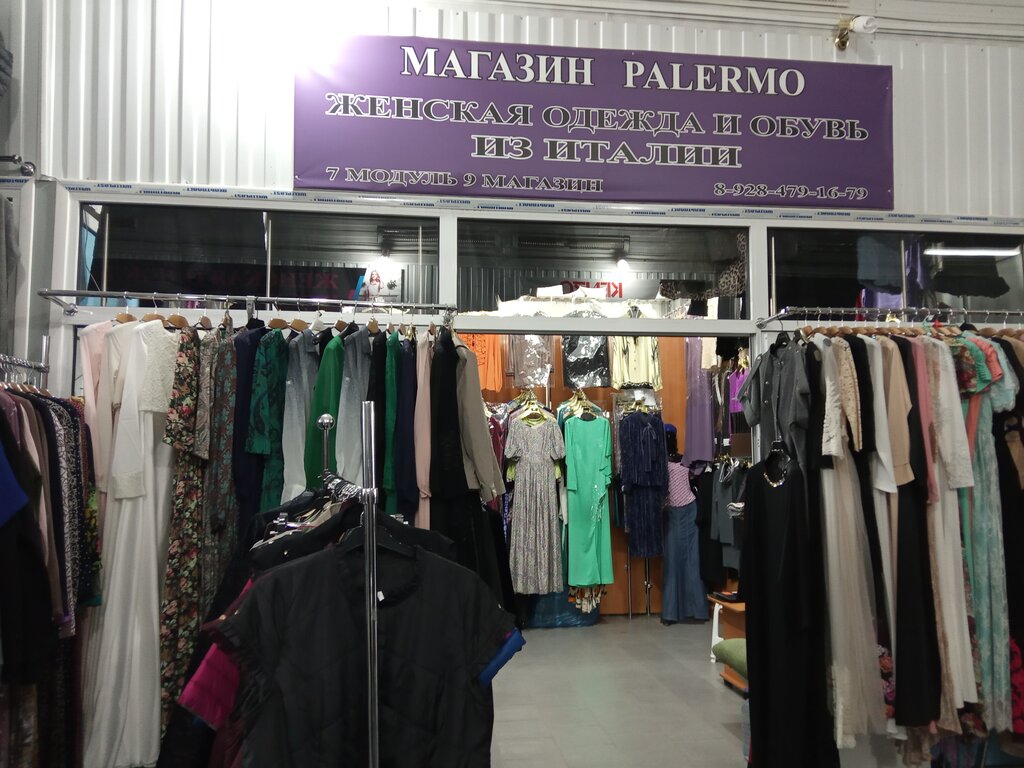 МАГАЗИН PALERMO
ЖЕНСКАЯ ОДЕЖДА И ОБУВЬ
ИЗ ИТАЛИИ
7 МОДУЛЬ 9 МАГАЗИН 8-928-479-16-79